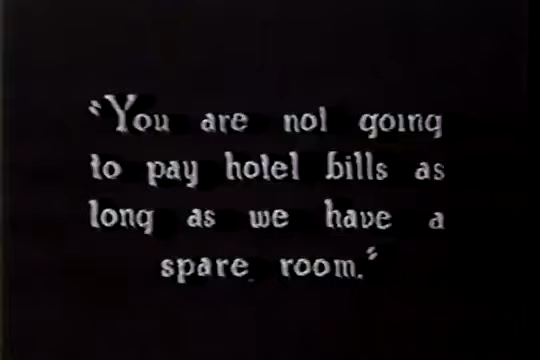 "You are not going
to pay hotel bills as
long as we have a
spare room."